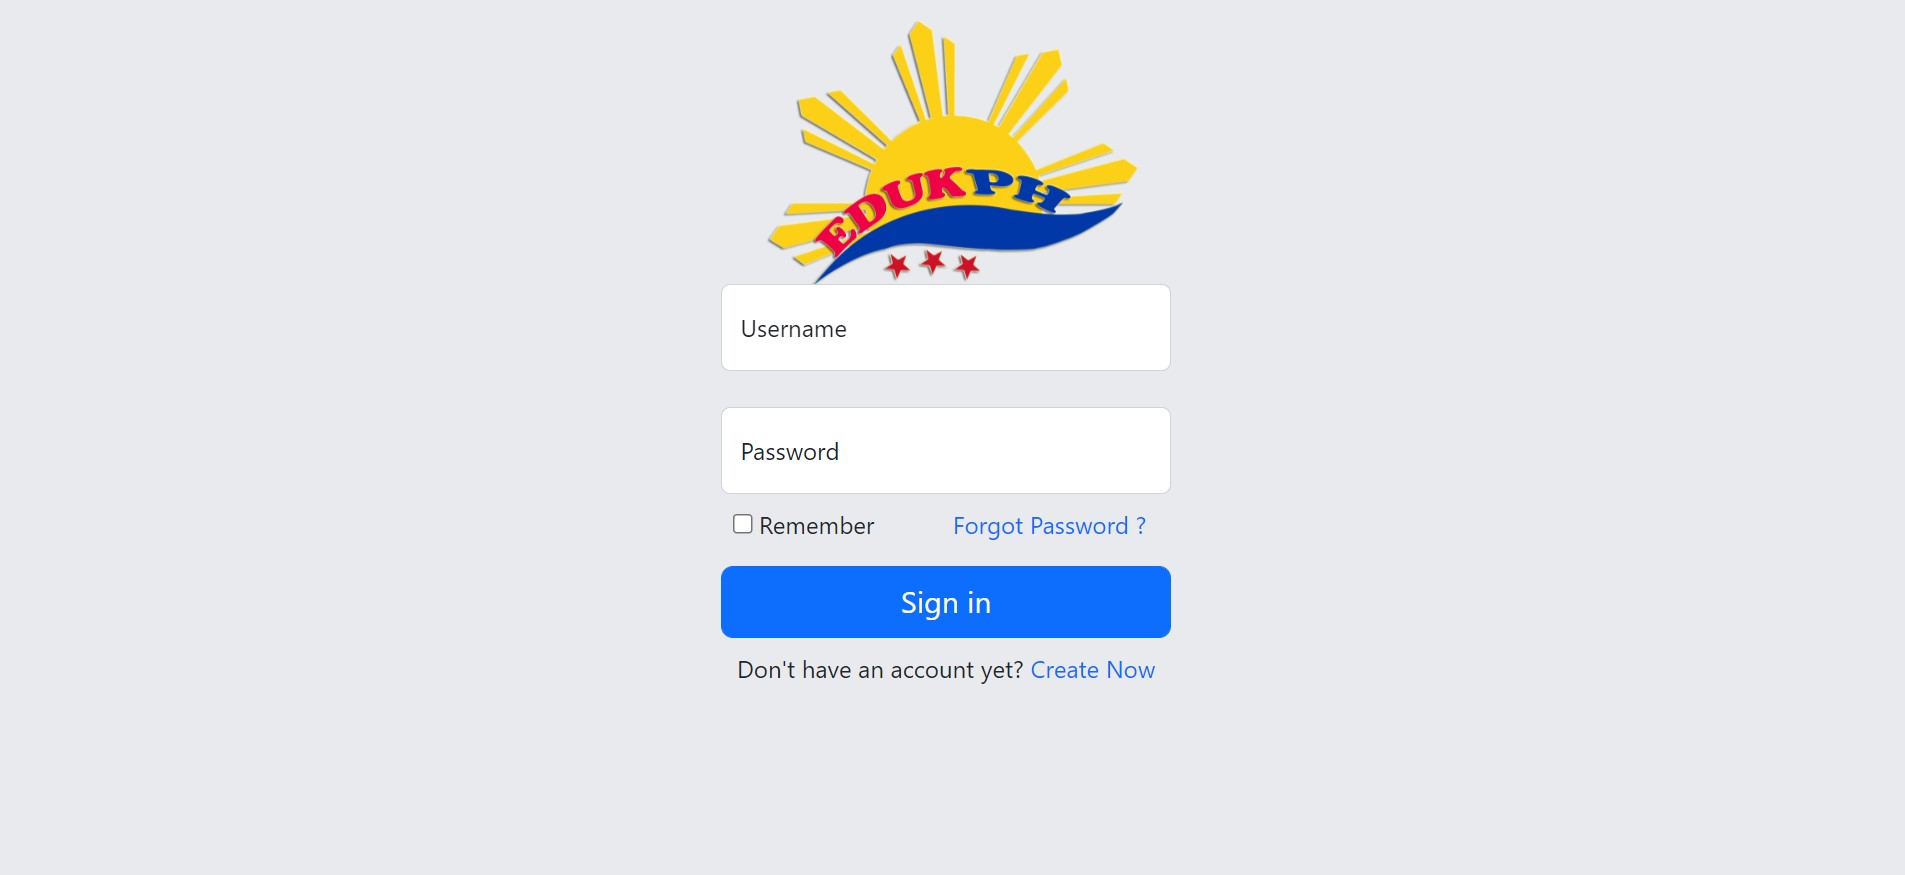 EDUKPH
Username
Password
Remember
Forgot Password ?
Sign in
Don't have an account yet? Create Now